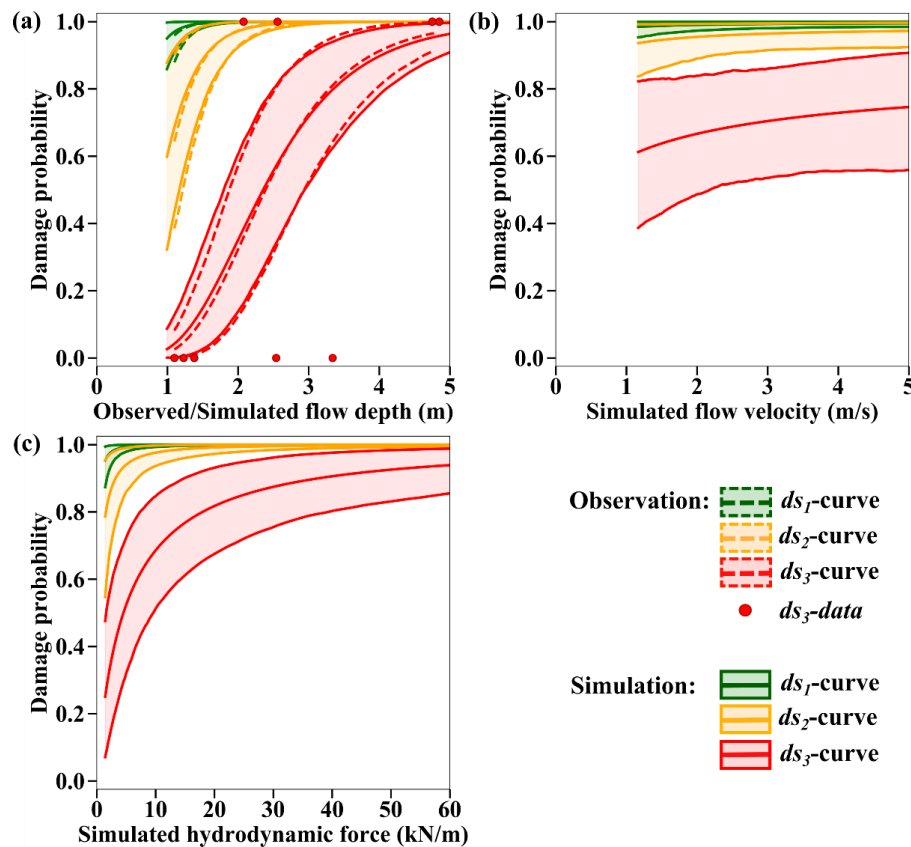 (a)
Damage probability
1.0
0.8
0.6
0.4
0.2
0.0
0 1 2 3 4 5
Observed/Simulated flow depth (m)
(b)
Damage probability
1.0
0.8
0.6
0.4
0.2
0.0
0 1 2 3 4 5
Simulated flow velocity (m/s)
(c)
Damage probability
1.0
0.8
0.6
0.4
0.2
0.0
0 10 20 30 40 50 60
Simulated hydrodynamic force (kN/m)
Observation:
ds1-curve
ds2-curve
ds3-curve
ds3-data
Simulation:
ds1-curve
ds2-curve
ds3-curve